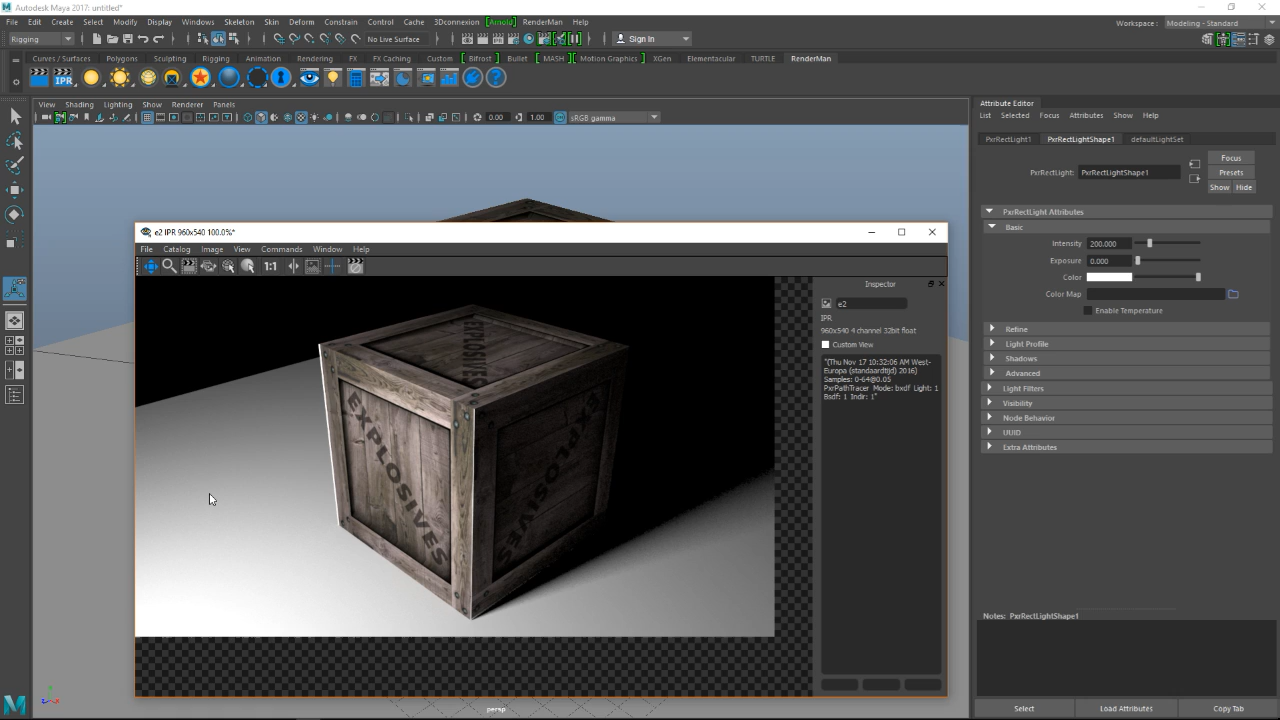 Autodesk Maya 2017: untitled*
File Edit Create Select Modify Display Windows Skeleton Skin Deform Constrain Control Cache 3Dconnexion Arnold RenderMan Help
Workspace : Modeling - Standard
Rigging No Live Surface Sign In
Curves / Surfaces Polygons Sculpting Rigging Animation Rendering FX FX Caching Custom Bifrost Bullet MASH Motion Graphics XGen Elementacular TURTLE RenderMan
IPR
View Shading Lighting Show Renderer Panels
0.00 1.00 sRGB gamma
e2 IPR 960x540 100.0%*
File Catalog Image View Commands Window Help
1:1
Inspector
e2
IPR
960x540 4 channel 32bit float
Custom View
"(Thu Nov 17 10:32:06 AM West-
Europa (standaardtijd) 2016)
Samples: 0-64@0.05
PxrPathTracer Mode: bxdf Light: 1
Bsdf: 1 Indir: 1"
EXPLOSIVES
EXPLOSIVES
EXPLOSIVES
persp
Attribute Editor
List Selected Focus Attributes Show Help
PxrRectLight1 PxrRectLightShape1 defaultLightSet
Focus
PxrRectLight: PxrRectLightShape1 Presets
Show Hide
PxrRectLight Attributes
Basic
Intensity 200.000
Exposure 0.000
Color
Color Map
Enable Temperature
Refine
Light Profile
Shadows
Advanced
Light Filters
Visibility
Node Behavior
UUID
Extra Attributes
Notes: PxrRectLightShape1
Select Load Attributes Copy Tab